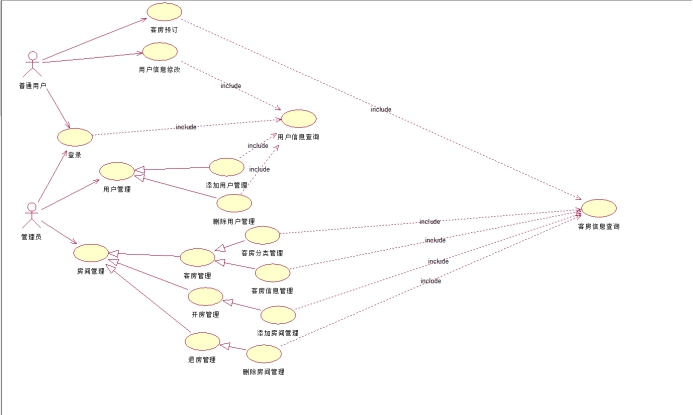 客房预订
用户信息修改
普通用户
include
include
include
用户信息查询
include
登录
include
添加用户管理
用户管理
删除用户管理
include
客房信息查询
管理员
客房分类管理
include
房间管理
客房管理
include
客房信息管理
include
开房管理
添加房间管理
退房管理
删除房间管理